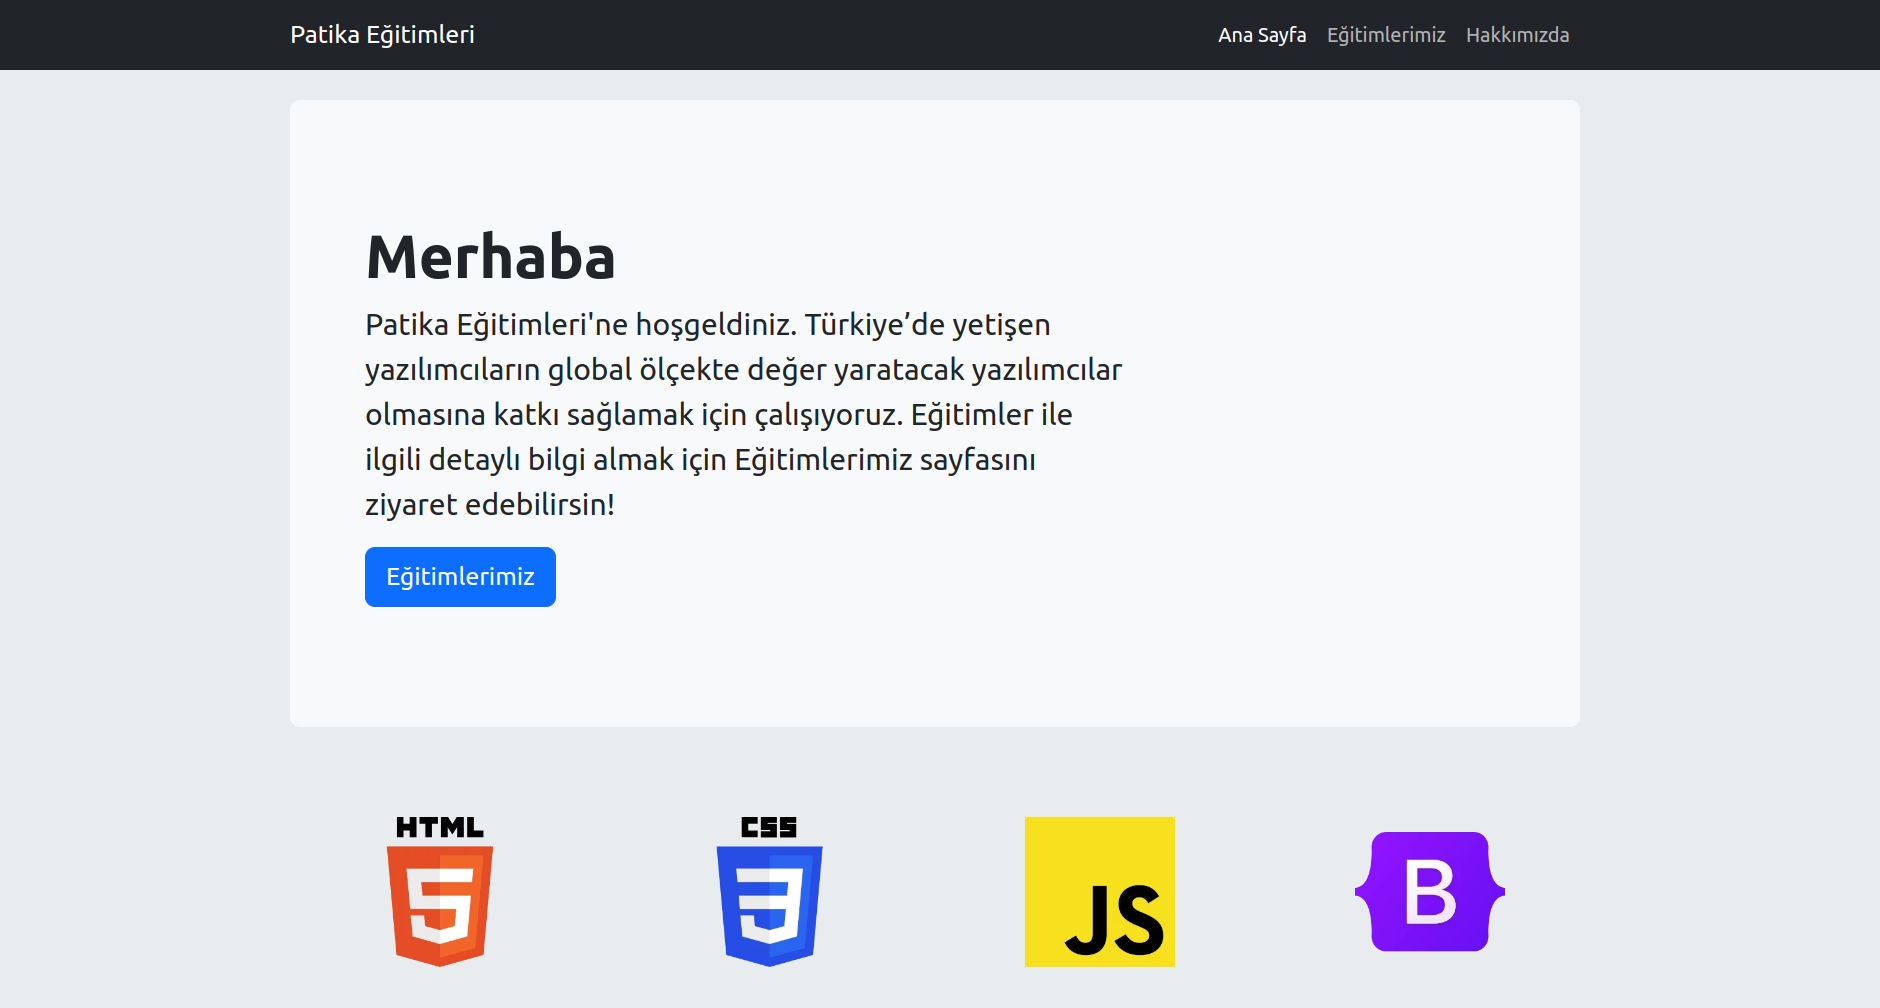 Patika Eğitimleri
Ana Sayfa Eğitimlerimiz Hakkımızda
Merhaba
Patika Eğitimleri'ne hoşgeldiniz. Türkiye’de yetişen
yazılımcıların global ölçekte değer yaratacak yazılımcılar
olmasına katkı sağlamak için çalışıyoruz. Eğitimler ile
ilgili detaylı bilgi almak için Eğitimlerimiz sayfasını
ziyaret edebilirsin!
Eğitimlerimiz
HTML CSS
5 3 JS B